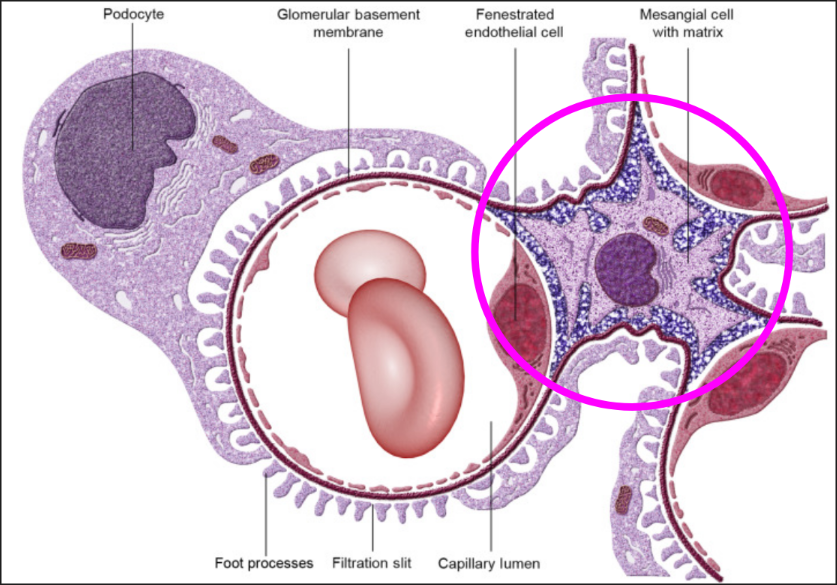 Podocyte
Glomerular basement
membrane
Fenestrated
endothelial cell
Mesangial cell
with matrix
Foot processes
Filtration slit
Capillary lumen